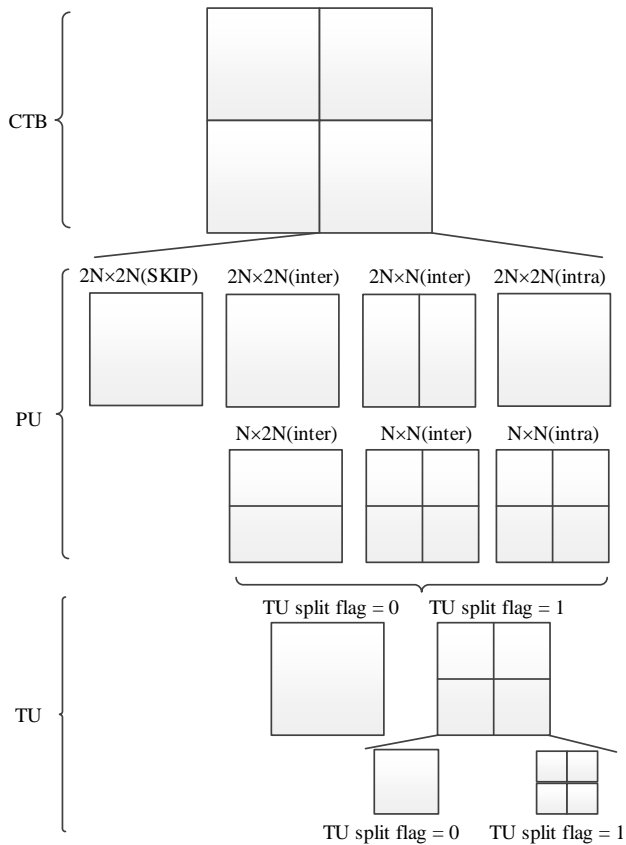 CTB
2N×2N(SKIP) 2N×2N(inter) 2N×N(inter) 2N×2N(intra)
PU
N×2N(inter) N×N(inter) N×N(intra)
TU split flag = 0 TU split flag = 1
TU
TU split flag = 0 TU split flag = 1